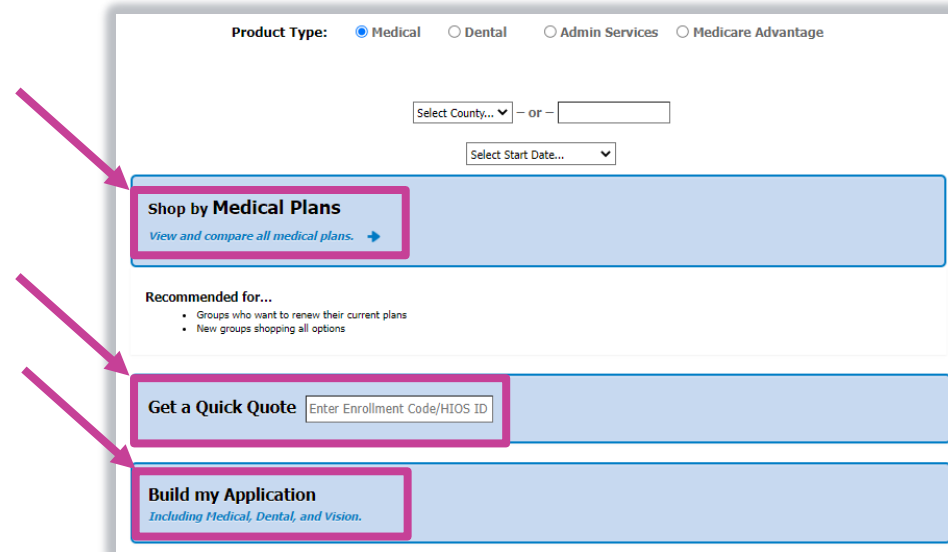 Product Type: Medical Dental Admin Services Medicare Advantage
Select County... – or –
Select Start Date...
Shop by Medical Plans
View and compare all medical plans.
Recommended for...
Groups who want to renew their current plans
New groups shopping all options
Get a Quick Quote Enter Enrollment Code/HIOS ID
Build my Application
Including Medical, Dental, and Vision.